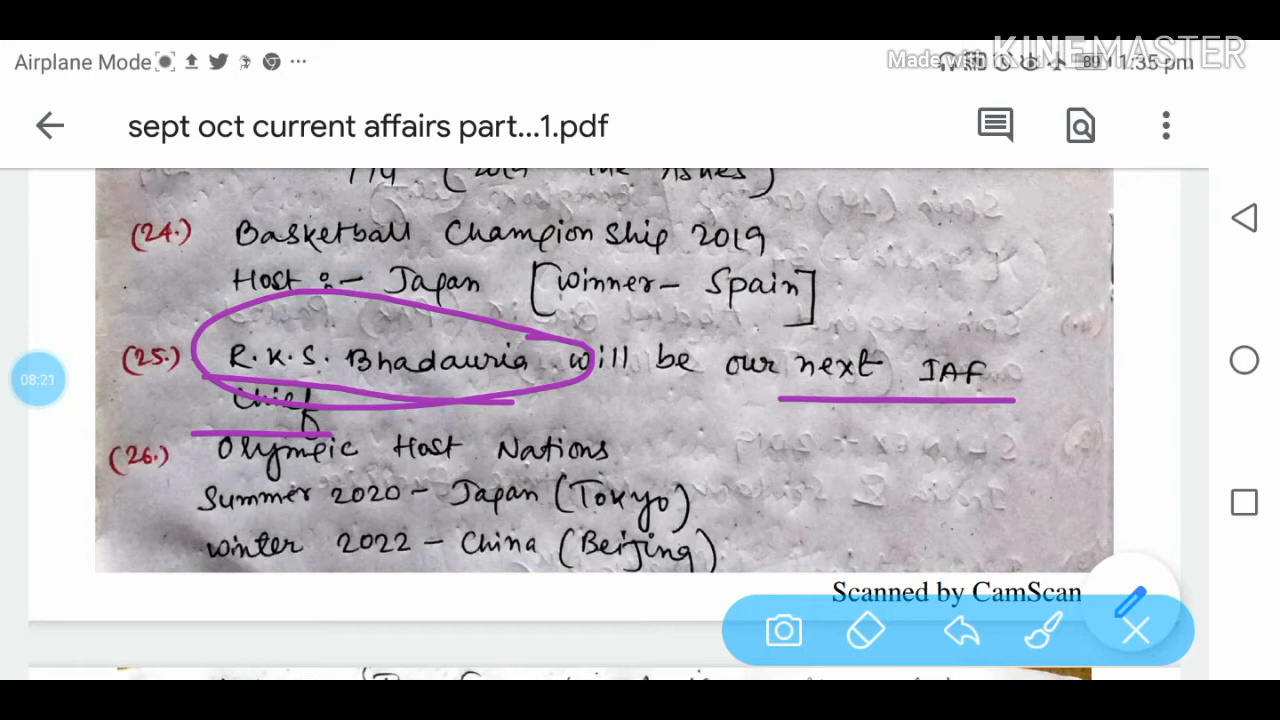 Airplane Mode ... Made with KINEMASTER 89 1:35 pm
sept oct current affairs part...1.pdf
(24.) Basketball Championship 2019
Host :- Japan [Winner- Spain]
(25.) R.K.S. Bhadauria will be our next IAF
Chief
(26.) Olympic Host Nations
Summer 2020 - Japan (Tokyo)
Winter 2022 - China (Beijing)
Scanned by CamScan
08:21